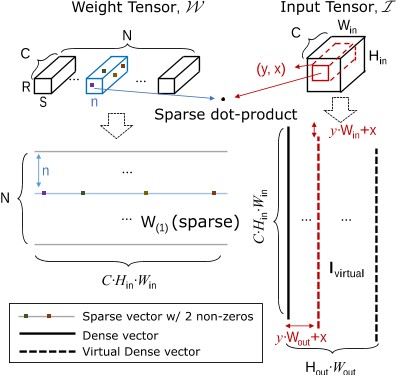 Weight Tensor, 𝒲
Input Tensor, ℐ
C
N
R
S
...
...
n
C
W_in
H_in
(y, x)
Sparse dot-product
y·W_in+x
N
n
...
... W_(1) (sparse)
C·H_in·W_in
C·H_in·W_in
...
...
I_virtual
y·W_out+x
H_out·W_out
Sparse vector w/ 2 non-zeros
Dense vector
Virtual Dense vector